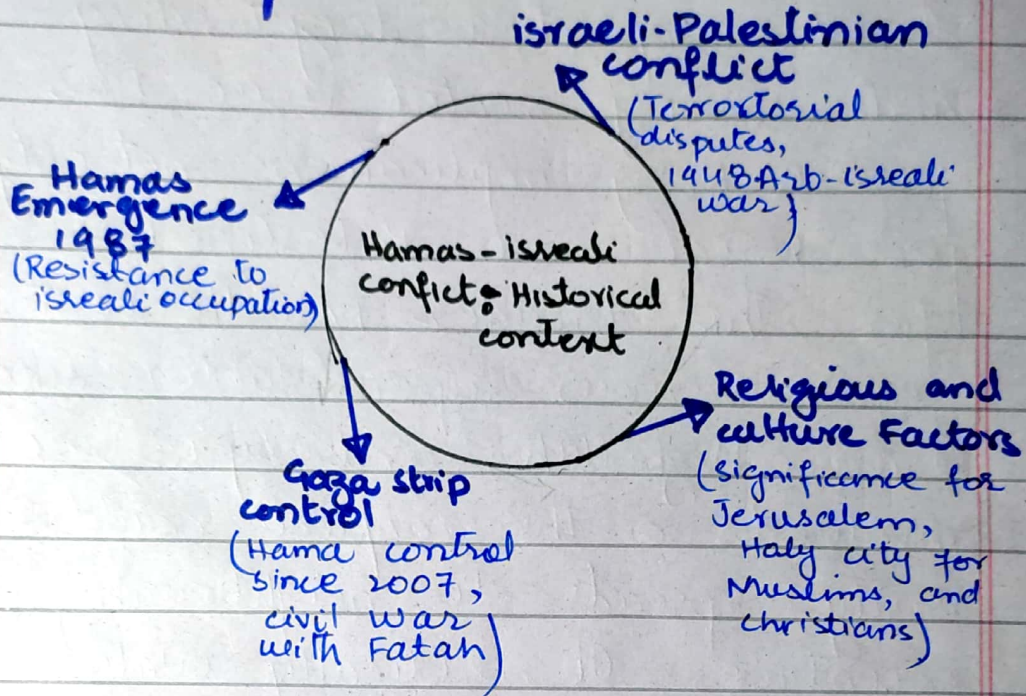 israeli-Palestinian
conflict
(Terrortorial
disputes,
1948 Arb-isreali
war)
Hamas
Emergence
1987
(Resistance to
isreali occupation)
Hamas-isreali
confict: Historical
context
Religious and
culture Factors
(significance for
Jerusalem,
Holy city for
Muslims, and
christians)
Gaza strip
control
(Hama control
since 2007,
civil war
with Fatah)